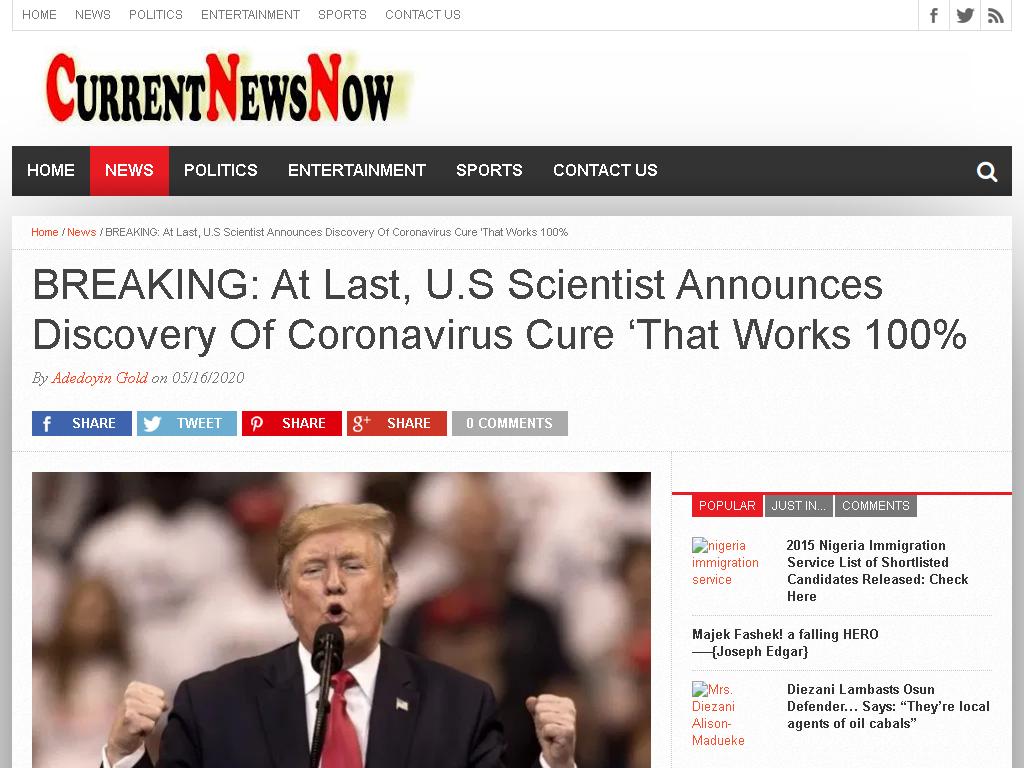 HOME NEWS POLITICS ENTERTAINMENT SPORTS CONTACT US
CURRENTNEWSNOW
HOME NEWS POLITICS ENTERTAINMENT SPORTS CONTACT US
Home / News / BREAKING: At Last, U.S Scientist Announces Discovery Of Coronavirus Cure ‘That Works 100%
BREAKING: At Last, U.S Scientist Announces
Discovery Of Coronavirus Cure ‘That Works 100%
By Adedoyin Gold on 05/16/2020
SHARE TWEET SHARE SHARE 0 COMMENTS
POPULAR JUST IN... COMMENTS
nigeria
immigration
service
2015 Nigeria Immigration
Service List of Shortlisted
Candidates Released: Check
Here
Majek Fashek! a falling HERO
—–{Joseph Edgar}
Mrs.
Diezani
Alison-
Madueke
Diezani Lambasts Osun
Defender… Says: “They’re local
agents of oil cabals”